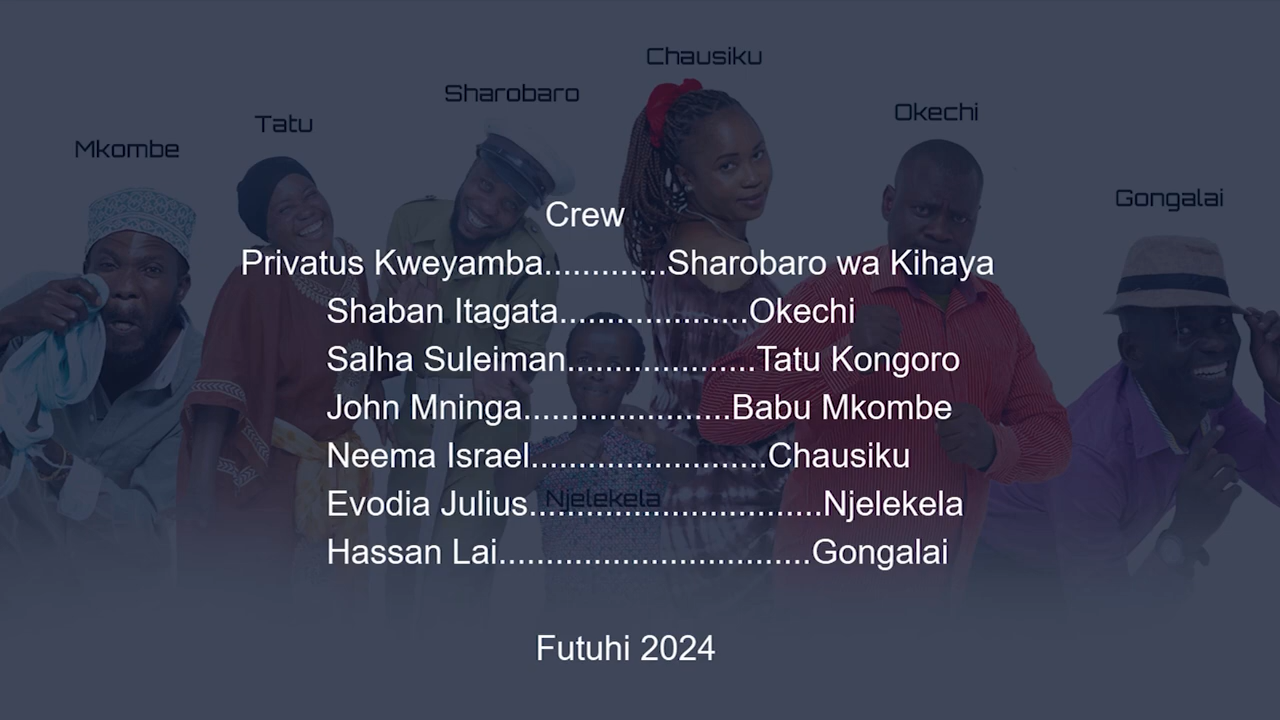 Chausiku
Sharobaro
Okechi
Tatu
Mkombe
Gongalai
Crew
Privatus Kweyamba.............Sharobaro wa Kihaya
Shaban Itagata....................Okechi
Salha Suleiman....................Tatu Kongoro
John Mninga......................Babu Mkombe
Neema Israel.........................Chausiku
Evodia Julius...............................Njelekela
Njelekela
Hassan Lai.................................Gongalai
Futuhi 2024